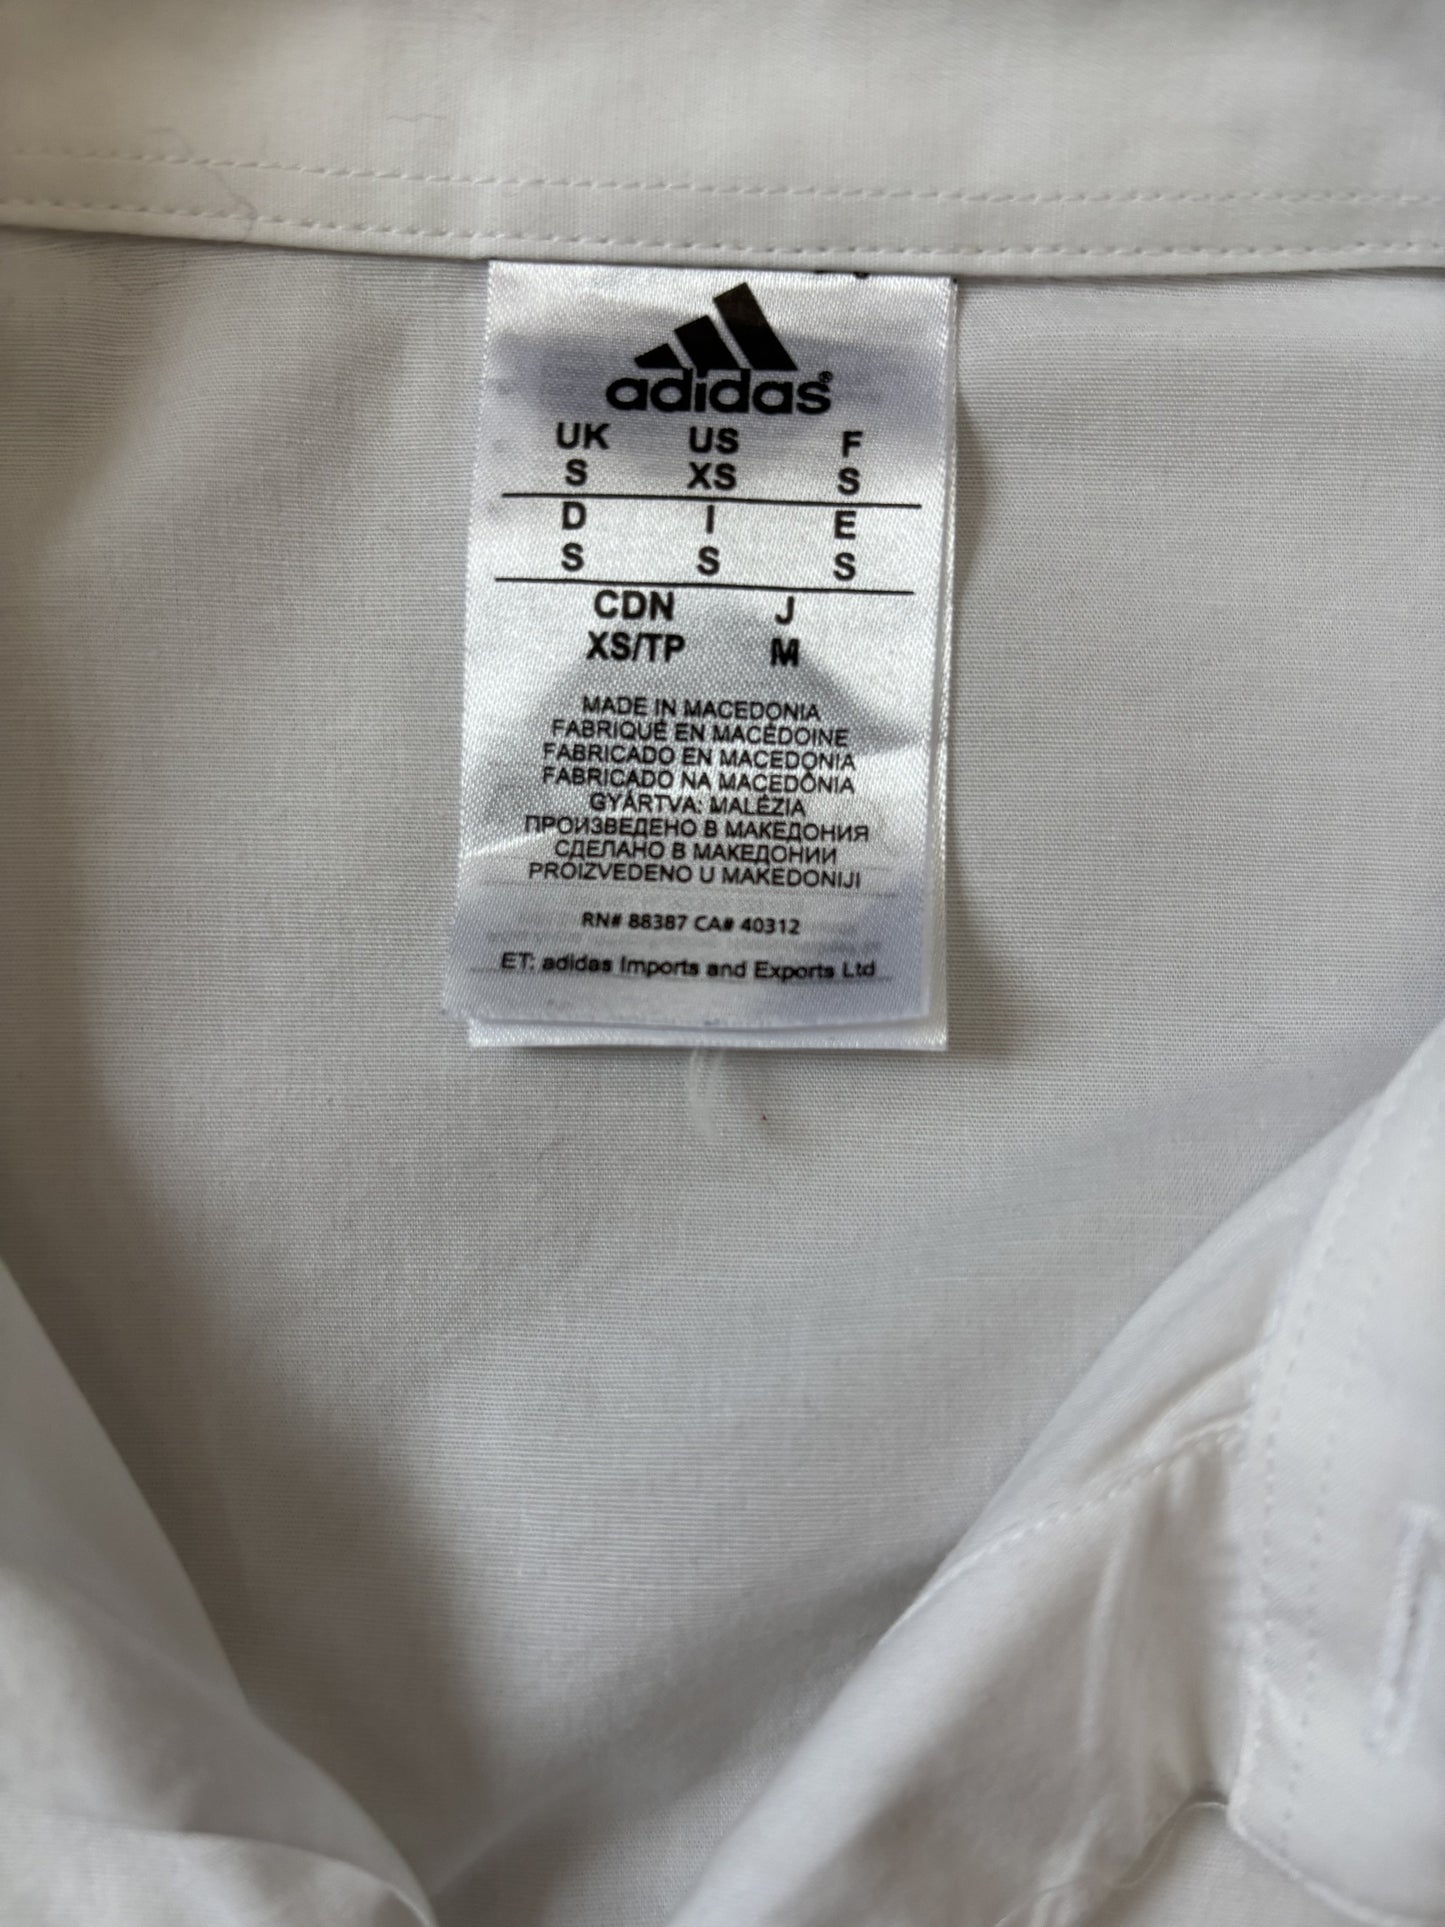 adidas®
UK US F
S XS S
D I E
S S S
CDN J
XS/TP M
MADE IN MACEDONIA
FABRIQUÉ EN MACÉDOINE
FABRICADO EN MACEDONIA
FABRICADO NA MACEDÔNIA
GYÁRTVA: MALÉZIA
ПРОИЗВЕДЕНО В МАКЕДОНИЯ
СДЕЛАНО В МАКЕДОНИИ
PROIZVEDENO U MAKEDONIJI
RN# 88387 CA# 40312
ET: adidas Imports and Exports Ltd